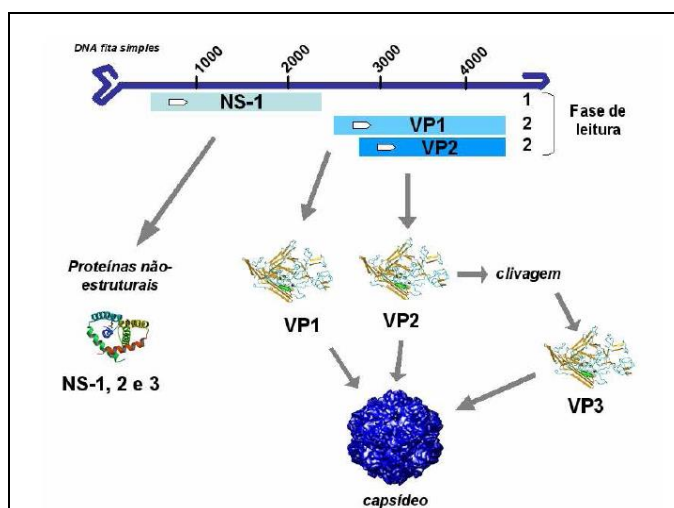 DNA fita simples
1000
2000
3000
4000
NS-1
1
VP1
2
VP2
2
Fase de
leitura
Proteínas não-
estruturais
NS-1, 2 e 3
VP1
VP2
clivagem
VP3
capsídeo